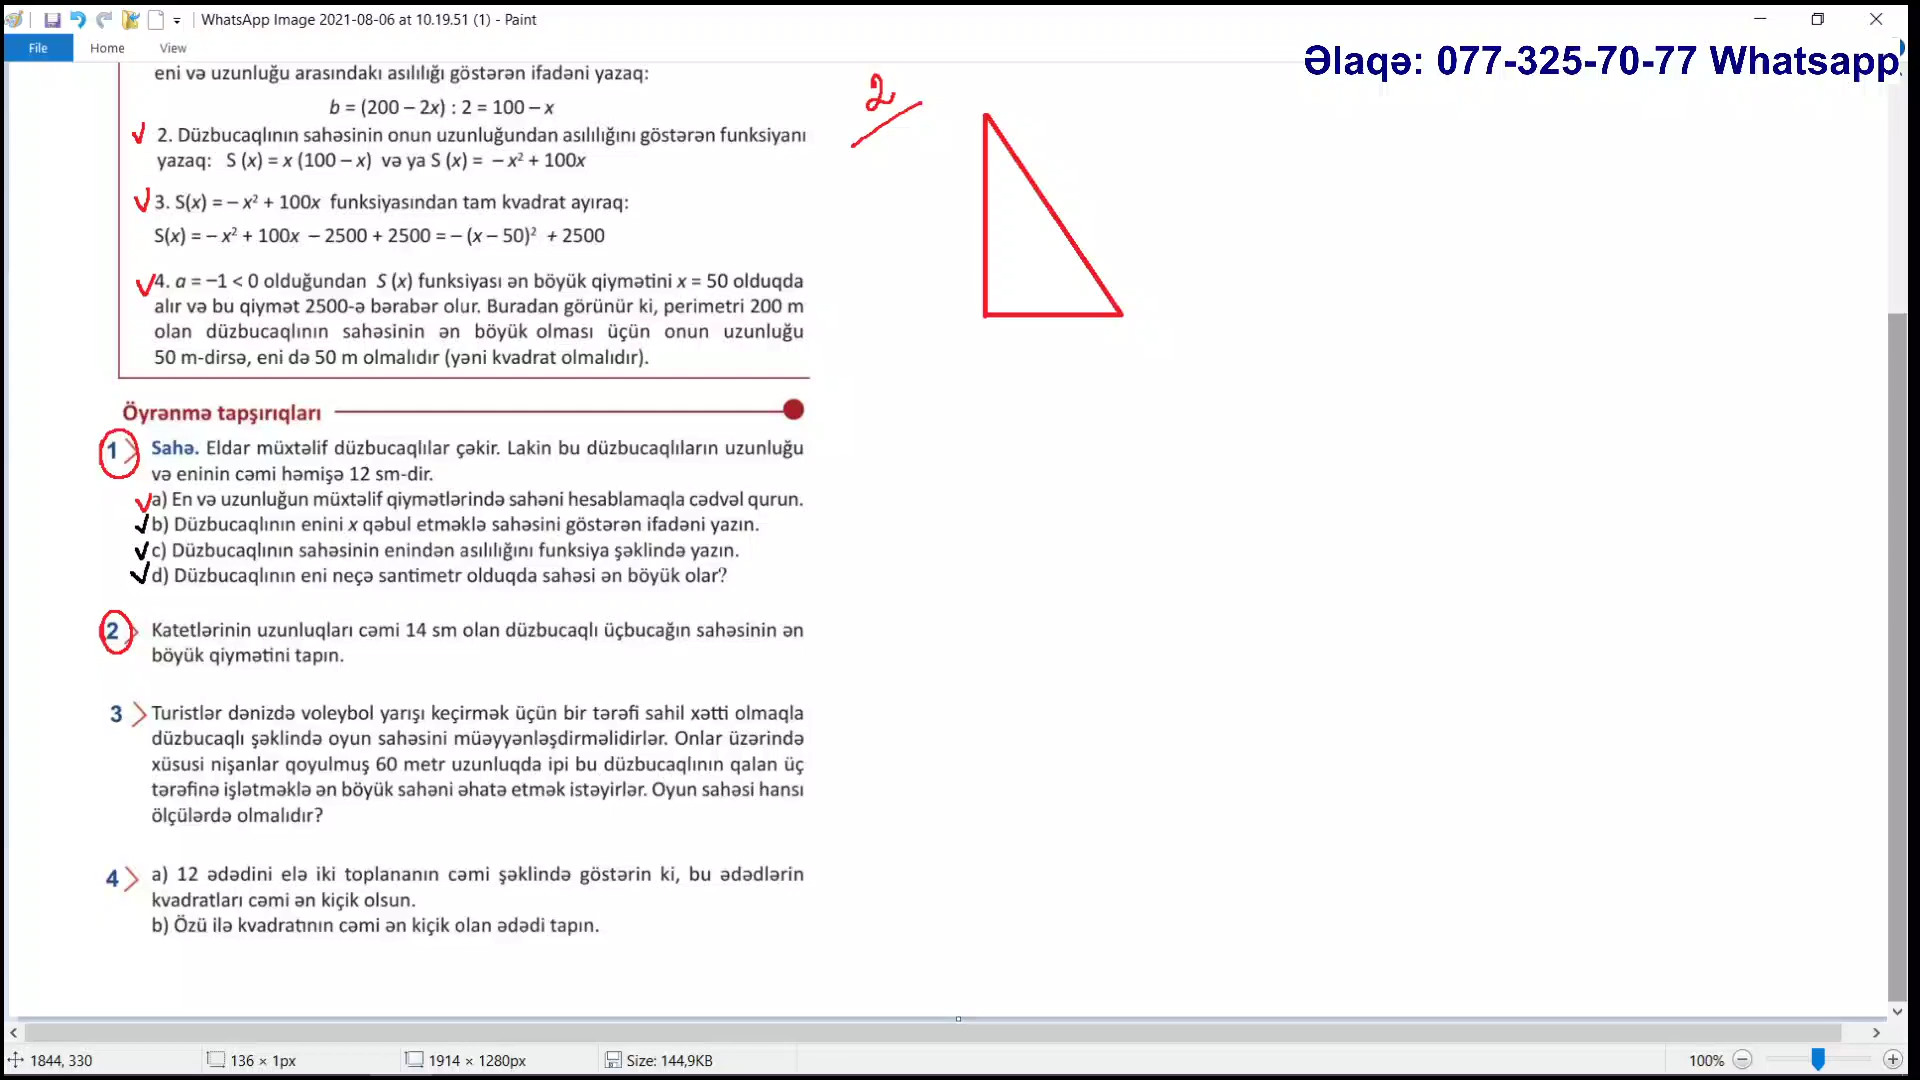 WhatsApp Image 2021-08-06 at 10.19.51 (1) - Paint
File Home View
Əlaqə: 077-325-70-77 Whatsapp
eni və uzunluğu arasındakı asılılığı göstərən ifadəni yazaq:
b = (200 – 2x) : 2 = 100 – x
2. Düzbucaqlının sahəsinin onun uzunluğundan asılılığını göstərən funksiyanı
yazaq: S (x) = x (100 – x) və ya S (x) = – x² + 100x
3. S(x) = – x² + 100x funksiyasından tam kvadrat ayıraq:
S(x) = – x² + 100x – 2500 + 2500 = – (x – 50)² + 2500
4. a = –1 < 0 olduğundan S (x) funksiyası ən böyük qiymətini x = 50 olduqda
alır və bu qiymət 2500-ə bərabər olur. Buradan görünür ki, perimetri 200 m
olan düzbucaqlının sahəsinin ən böyük olması üçün onun uzunluğu
50 m-dirsə, eni də 50 m olmalıdır (yəni kvadrat olmalıdır).
Öyrənmə tapşırıqları
1 Sahə. Eldar müxtəlif düzbucaqlılar çəkir. Lakin bu düzbucaqlıların uzunluğu
və eninin cəmi həmişə 12 sm-dir.
a) En və uzunluğun müxtəlif qiymətlərində sahəni hesablamaqla cədvəl qurun.
b) Düzbucaqlının enini x qəbul etməklə sahəsini göstərən ifadəni yazın.
c) Düzbucaqlının sahəsinin enindən asılılığını funksiya şəklində yazın.
d) Düzbucaqlının eni neçə santimetr olduqda sahəsi ən böyük olar?
2 Katetlərinin uzunluqları cəmi 14 sm olan düzbucaqlı üçbucağın sahəsinin ən
böyük qiymətini tapın.
3 Turistlər dənizdə voleybol yarışı keçirmək üçün bir tərəfi sahil xətti olmaqla
düzbucaqlı şəklində oyun sahəsini müəyyənləşdirməlidirlər. Onlar üzərində
xüsusi nişanlar qoyulmuş 60 metr uzunluqda ipi bu düzbucaqlının qalan üç
tərəfinə işlətməklə ən böyük sahəni əhatə etmək istəyirlər. Oyun sahəsi hansı
ölçülərdə olmalıdır?
4 a) 12 ədədini elə iki toplananın cəmi şəklində göstərin ki, bu ədədlərin
kvadratları cəmi ən kiçik olsun.
b) Özü ilə kvadratının cəmi ən kiçik olan ədədi tapın.
2
1844, 330 136 × 1px 1914 × 1280px Size: 144,9KB 100%